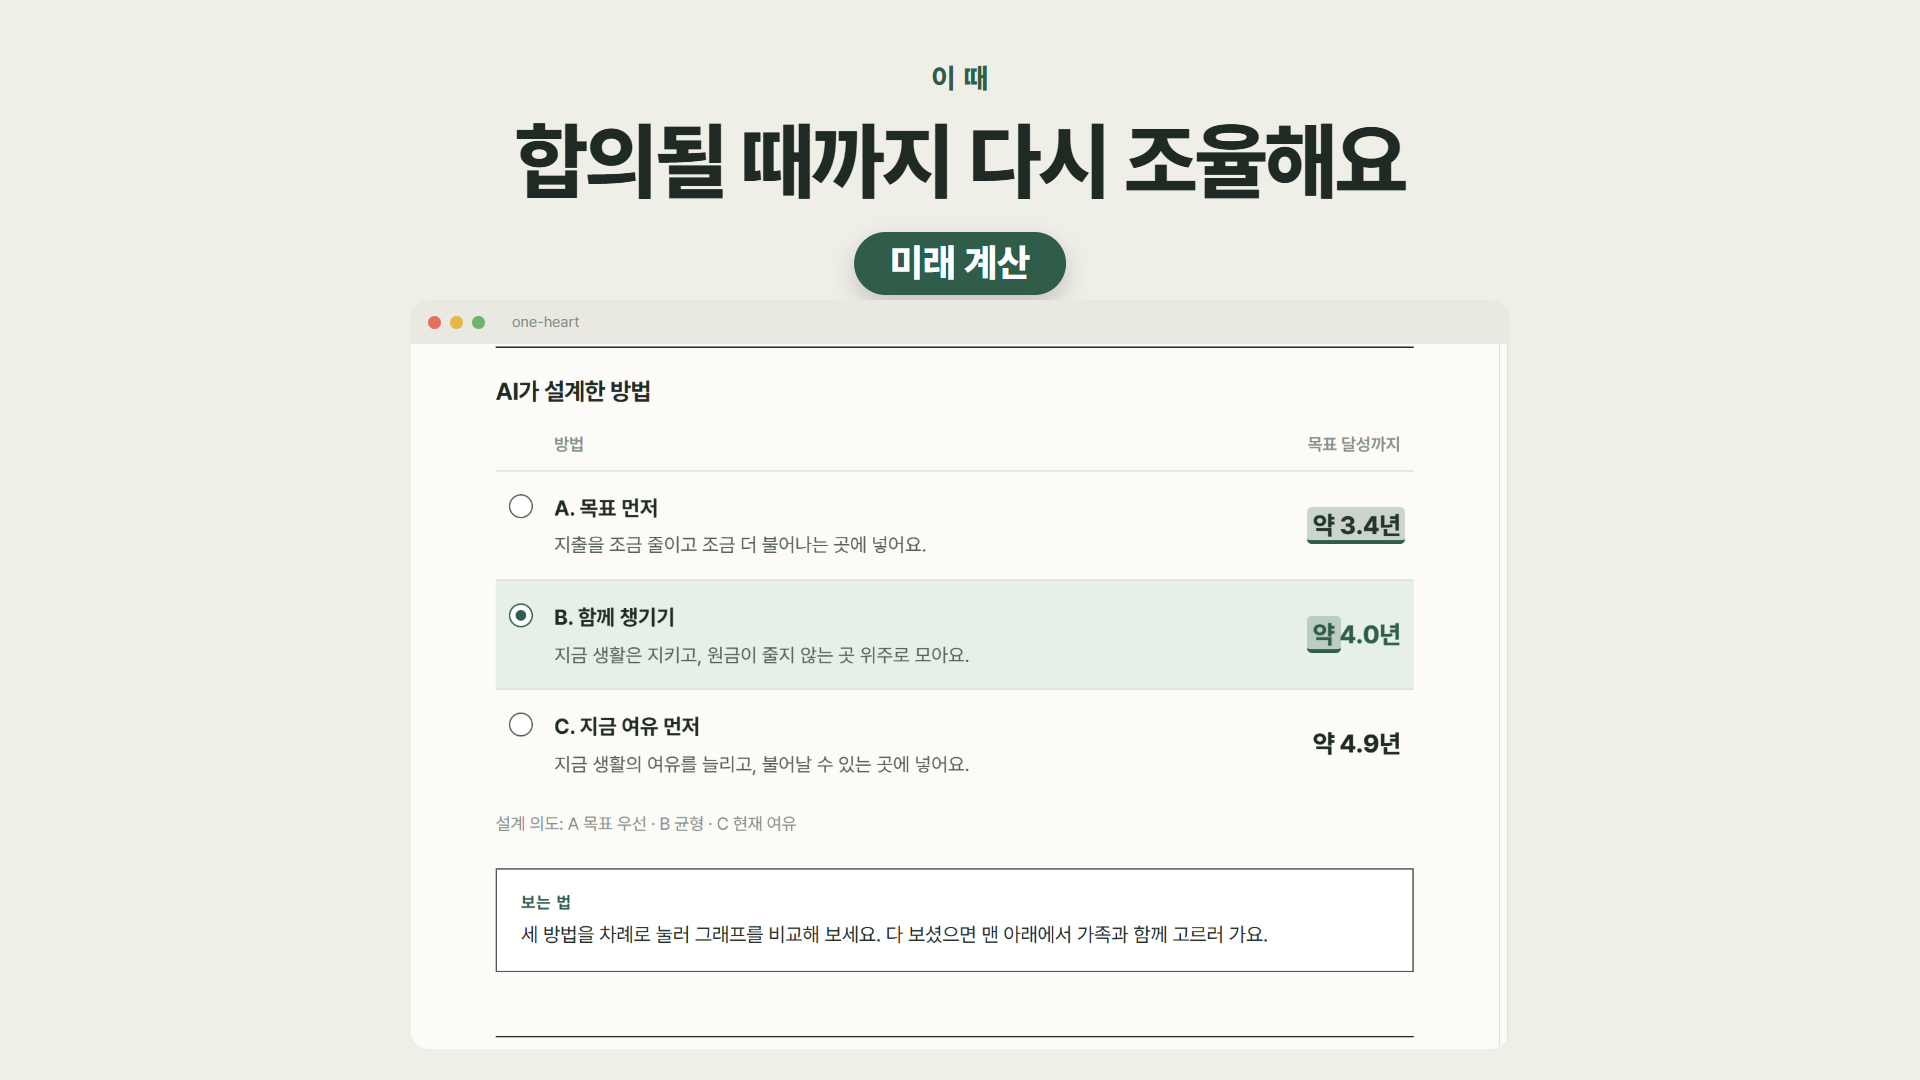 이 때
합의될 때까지 다시 조율해요
미래 계산
one-heart
AI가 설계한 방법
방법 목표 달성까지
A. 목표 먼저
지출을 조금 줄이고 조금 더 불어나는 곳에 넣어요.
약 3.4년
B. 함께 챙기기
지금 생활은 지키고, 원금이 줄지 않는 곳 위주로 모아요.
약 4.0년
C. 지금 여유 먼저
지금 생활의 여유를 늘리고, 불어날 수 있는 곳에 넣어요.
약 4.9년
설계 의도: A 목표 우선 · B 균형 · C 현재 여유
보는 법
세 방법을 차례로 눌러 그래프를 비교해 보세요. 다 보셨으면 맨 아래에서 가족과 함께 고르러 가요.